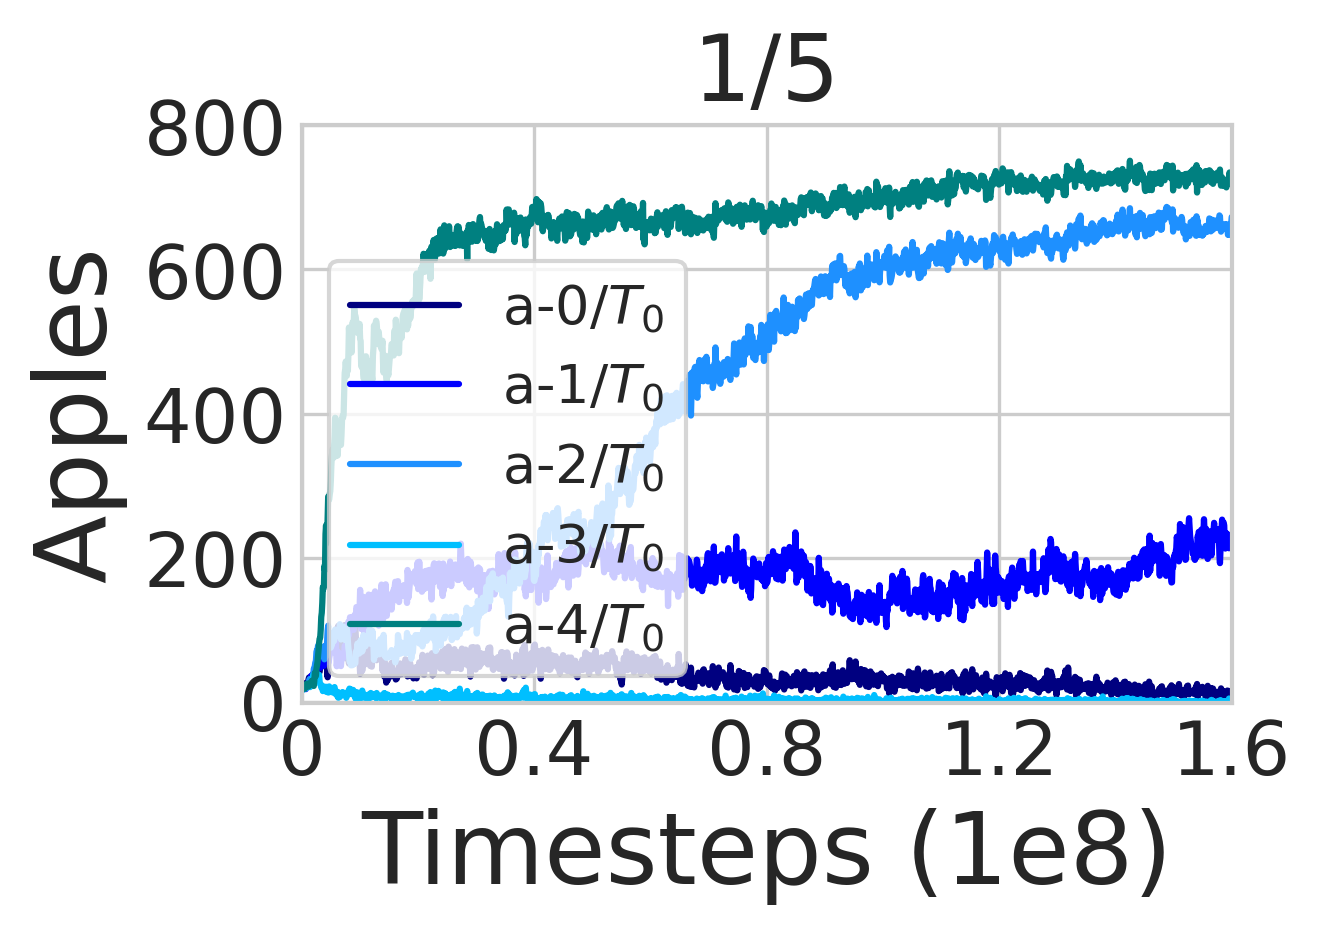 1/5
800
600
400
200
0
Apples
a-0/T₀
a-1/T₀
a-2/T₀
a-3/T₀
a-4/T₀
0 0.4 0.8 1.2 1.6
Timesteps (1e8)